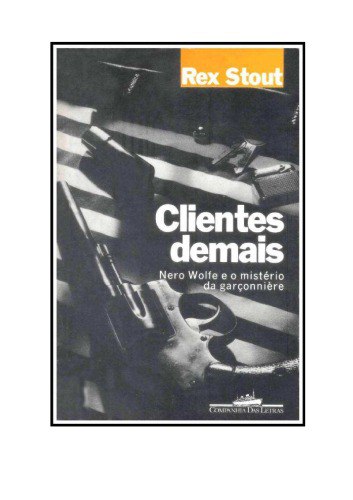 Rex Stout
Clientes
demais
Nero Wolfe e o mistério
da garçonnière
Companhia Das Letras